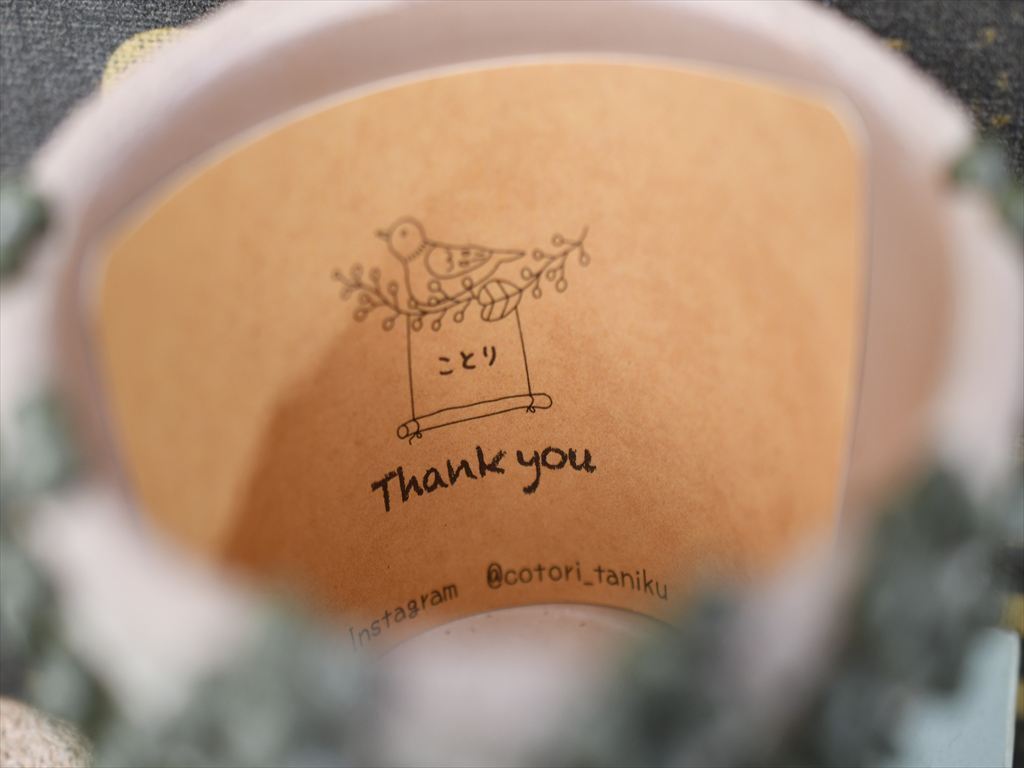 ことり
Thank you
Instagram @cotori_taniku